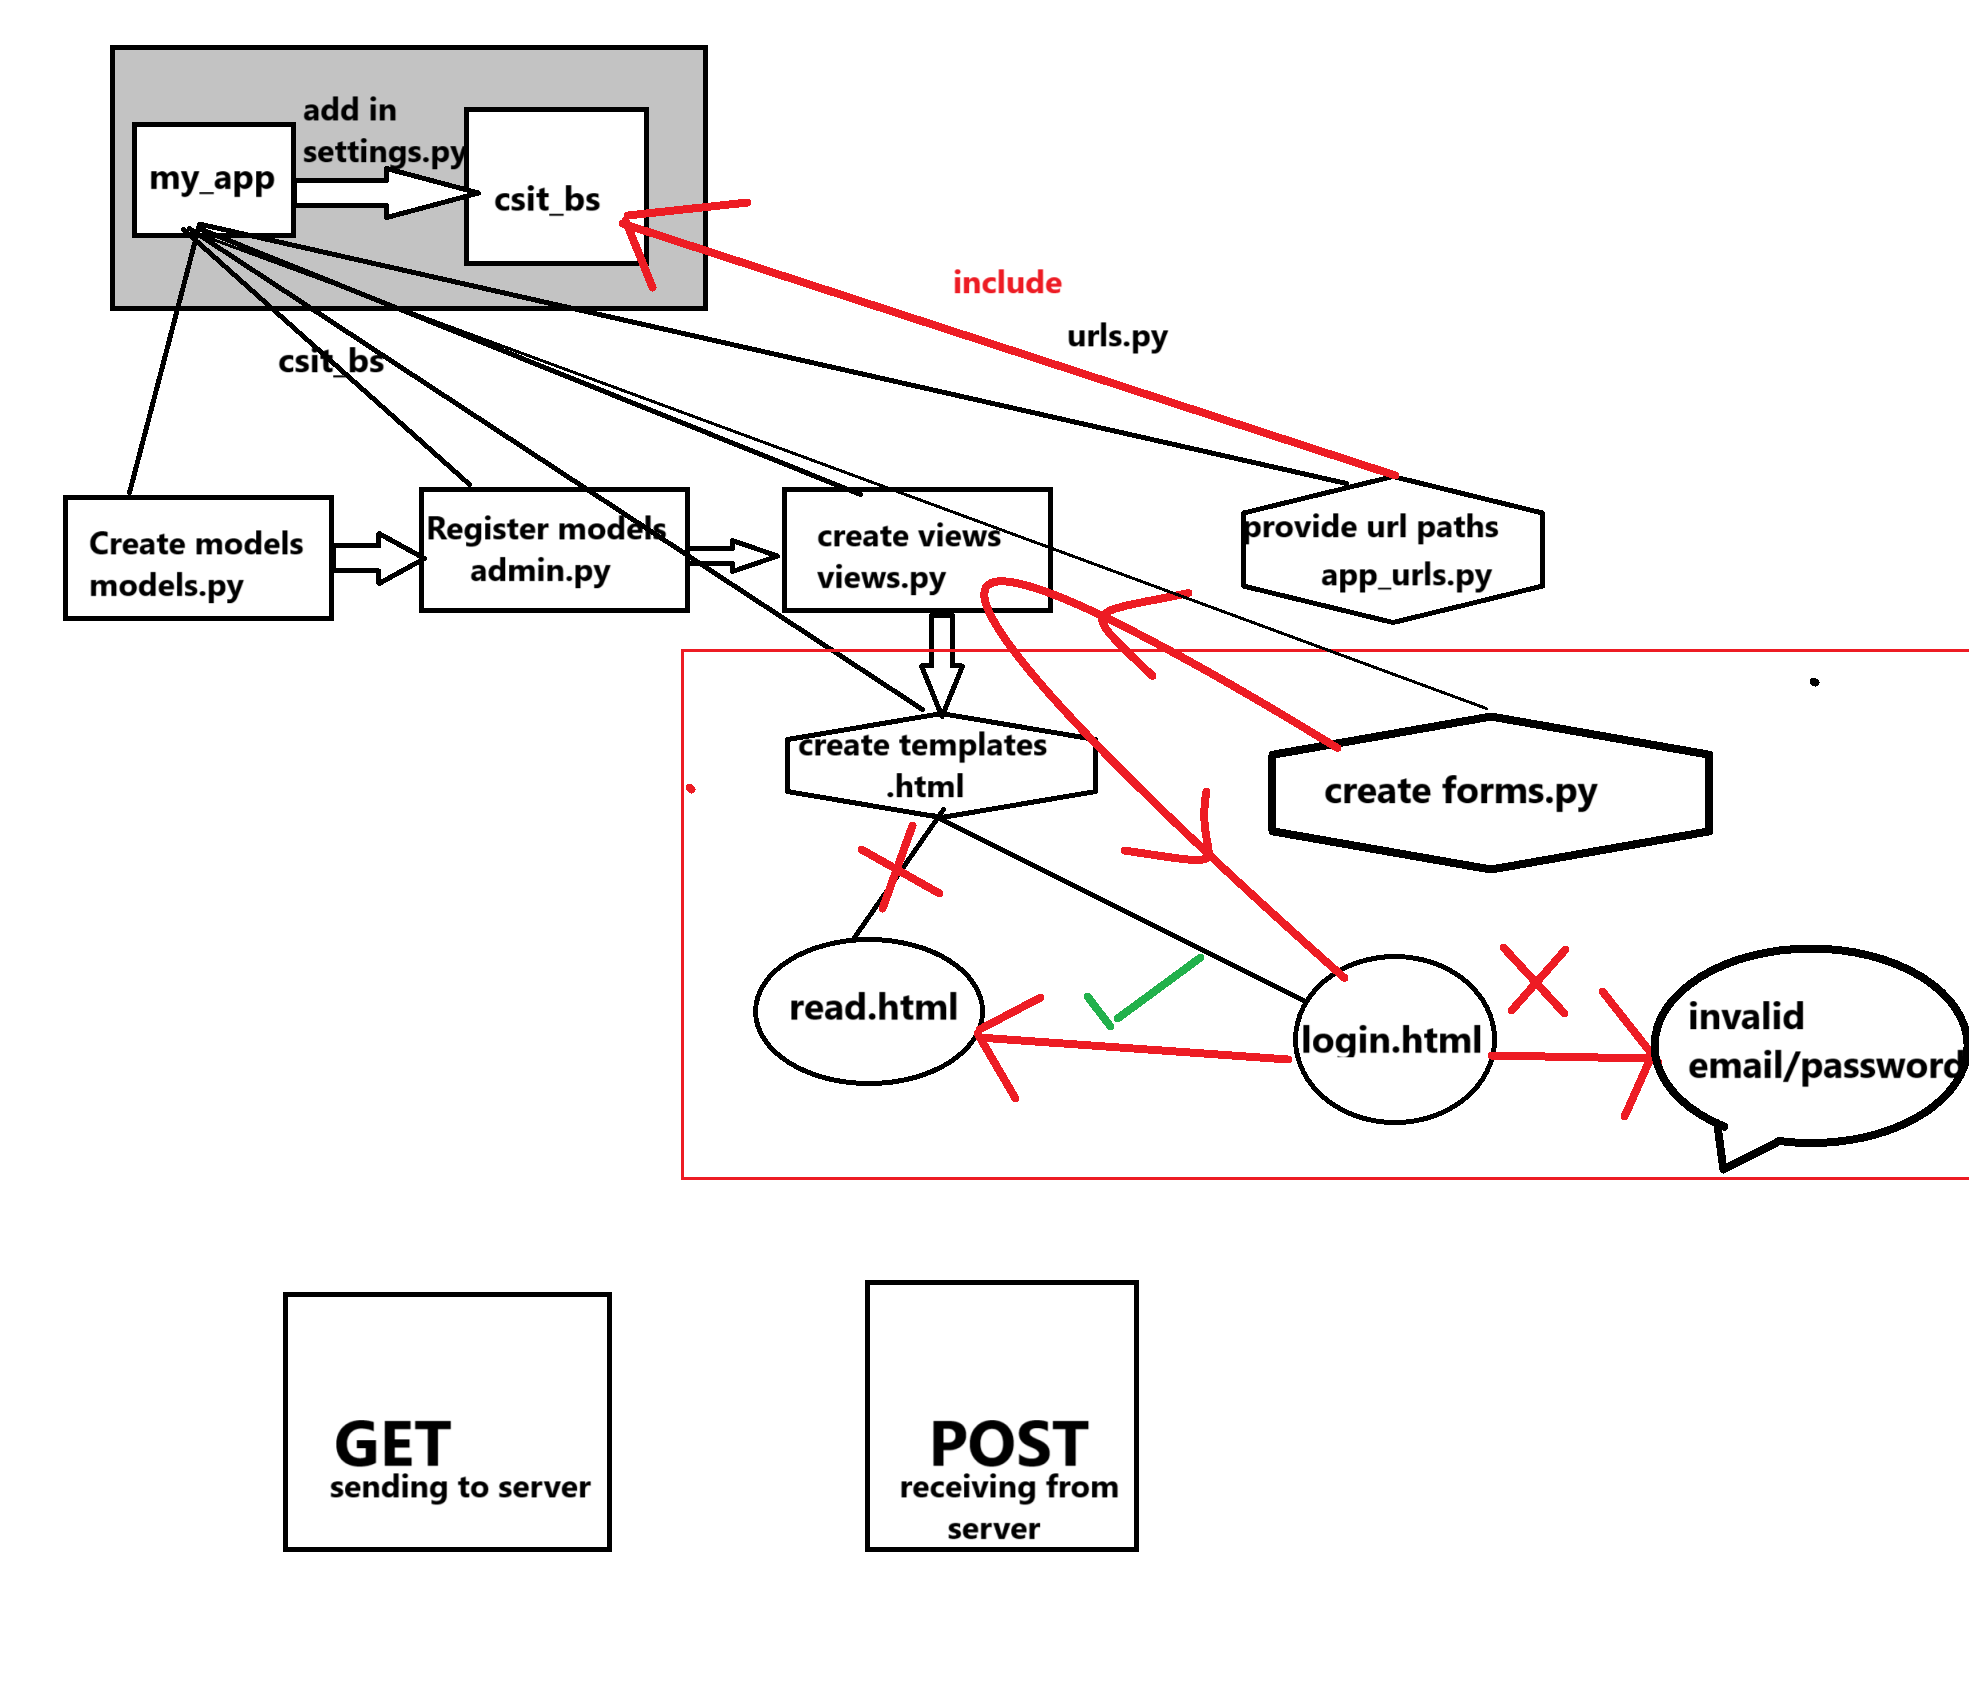 add in
settings.py
my_app
csit_bs
include
urls.py
csit_bs
Create models
models.py
Register models
admin.py
create views
views.py
provide url paths
app_urls.py
create templates
.html
create forms.py
read.html
login.html
invalid
email/password
GET
sending to server
POST
receiving from
server